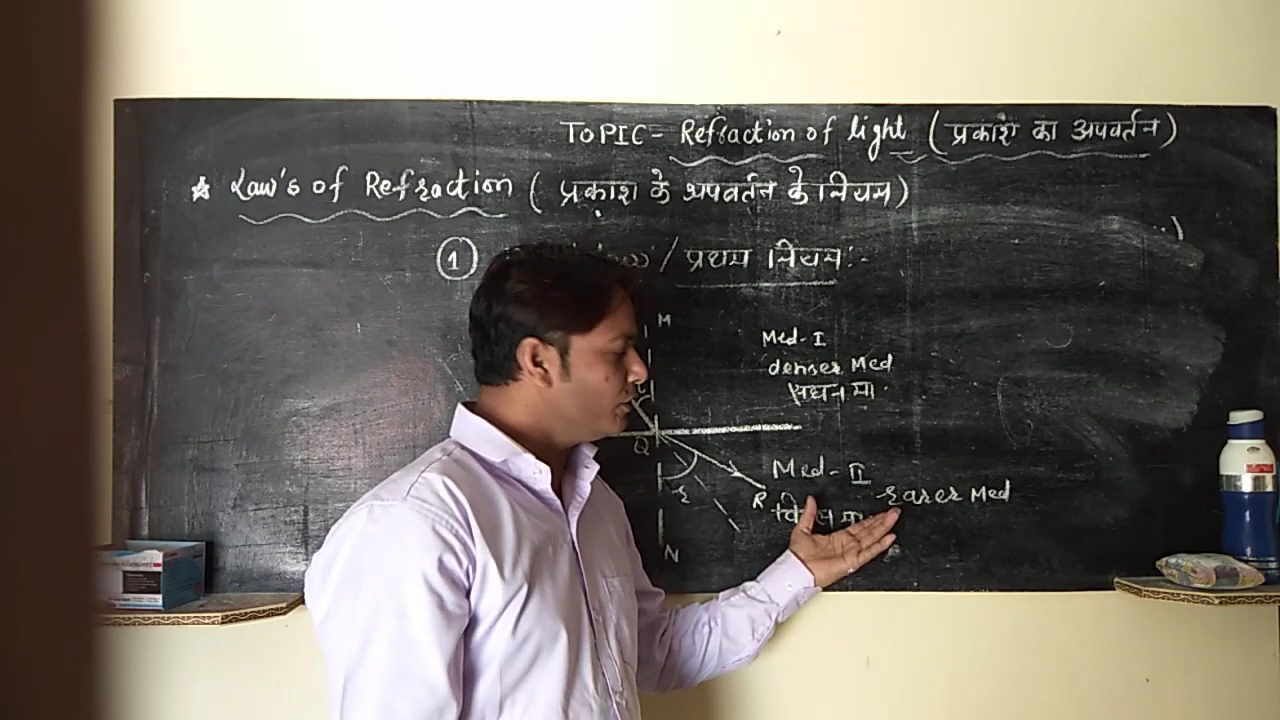 TOPIC- Refraction of light (प्रकाश का अपवर्तन)
☆ Law's of Refraction ( प्रकाश के अपवर्तन के नियम)
① / प्रथम नियम:-
M
Med-I
denser Med
सघन मा.
Q
Med-II
R
rarer Med
r
N